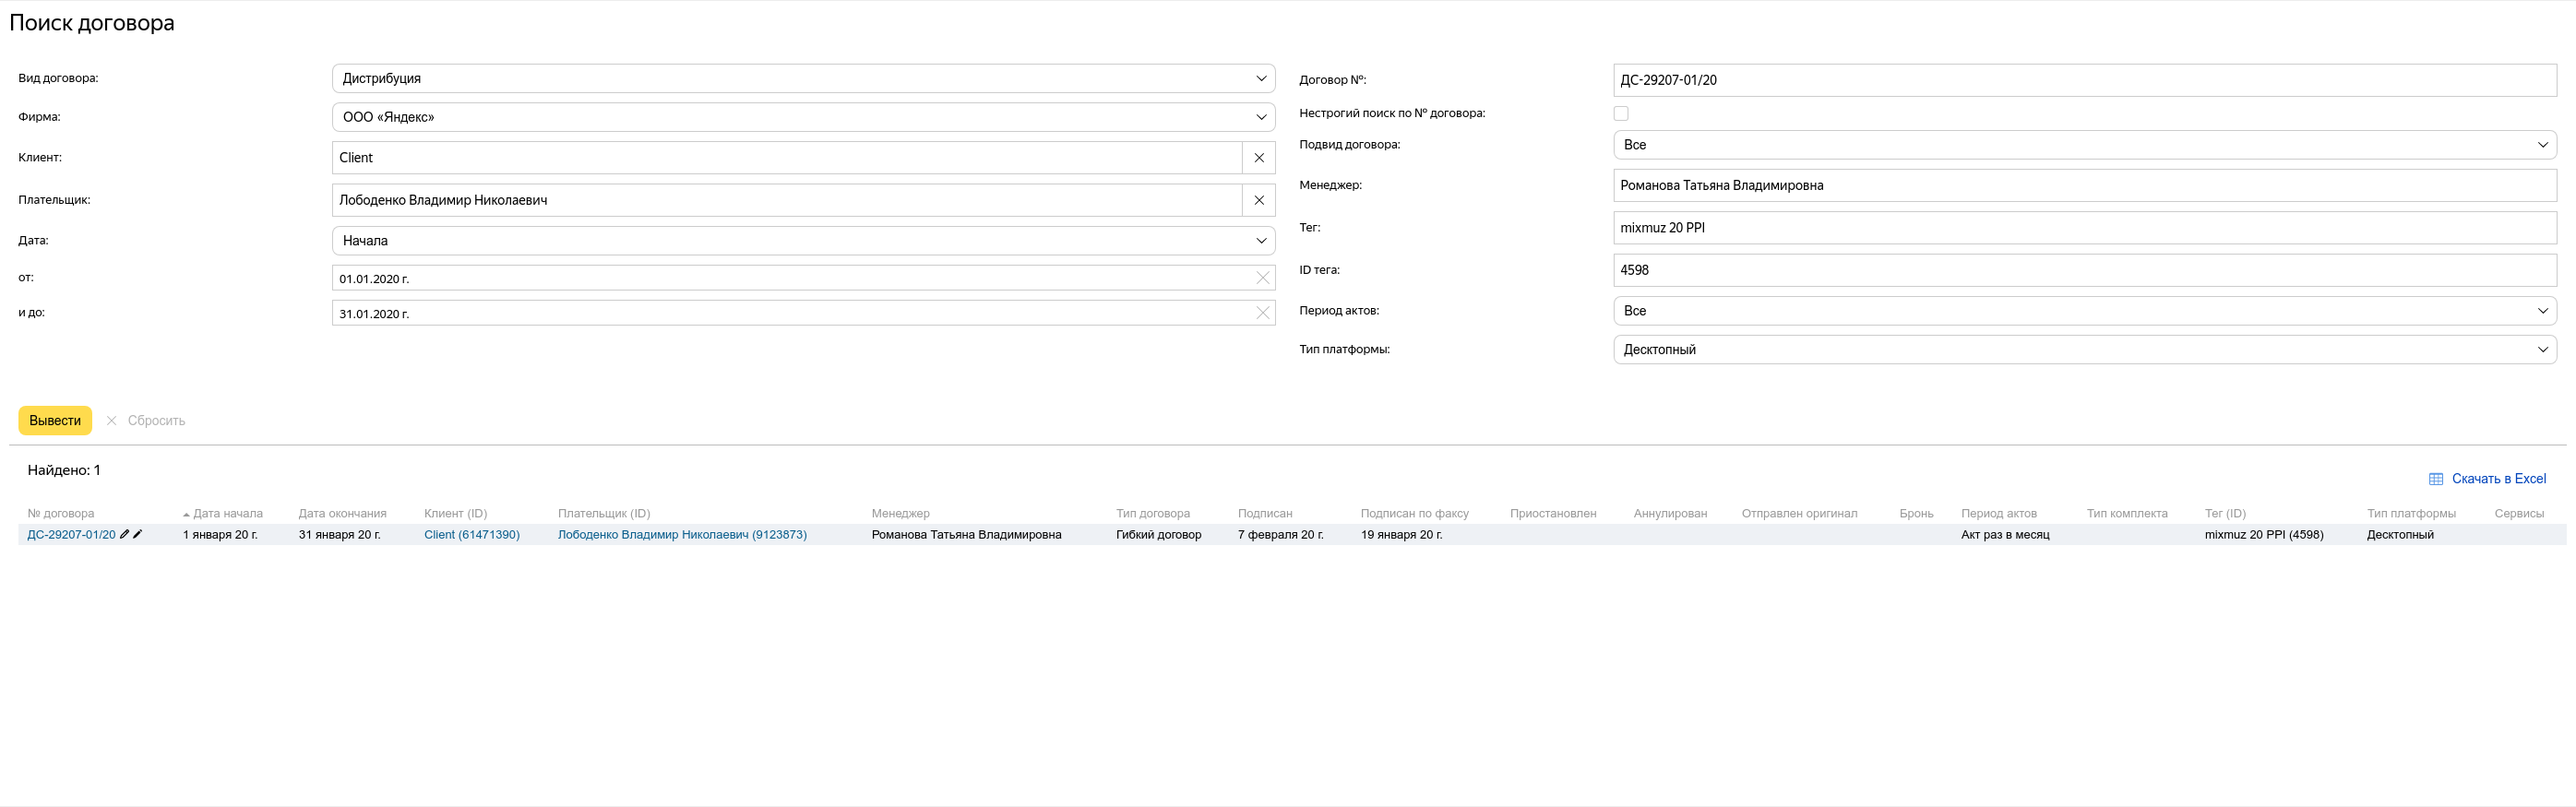 Поиск договора
Вид договора: Дистрибуция
Фирма: ООО «Яндекс»
Клиент: Client
Плательщик: Лободенко Владимир Николаевич
Дата: Начала
от: 01.01.2020 г.
и до: 31.01.2020 г.
Договор №: ДС-29207-01/20
Нестрогий поиск по № договора:
Подвид договора: Все
Менеджер: Романова Татьяна Владимировна
Тег: mixmuz 20 PPI
ID тега: 4598
Период актов: Все
Тип платформы: Десктопный
Вывести Сбросить
Найдено: 1
Скачать в Excel
№ договора Дата начала Дата окончания Клиент (ID) Плательщик (ID) Менеджер Тип договора Подписан Подписан по факсу Приостановлен Аннулирован Отправлен оригинал Бронь Период актов Тип комплекта Тег (ID) Тип платформы Сервисы
ДС-29207-01/20 1 января 20 г. 31 января 20 г. Client (61471390) Лободенко Владимир Николаевич (9123873) Романова Татьяна Владимировна Гибкий договор 7 февраля 20 г. 19 января 20 г. Акт раз в месяц mixmuz 20 PPI (4598) Десктопный